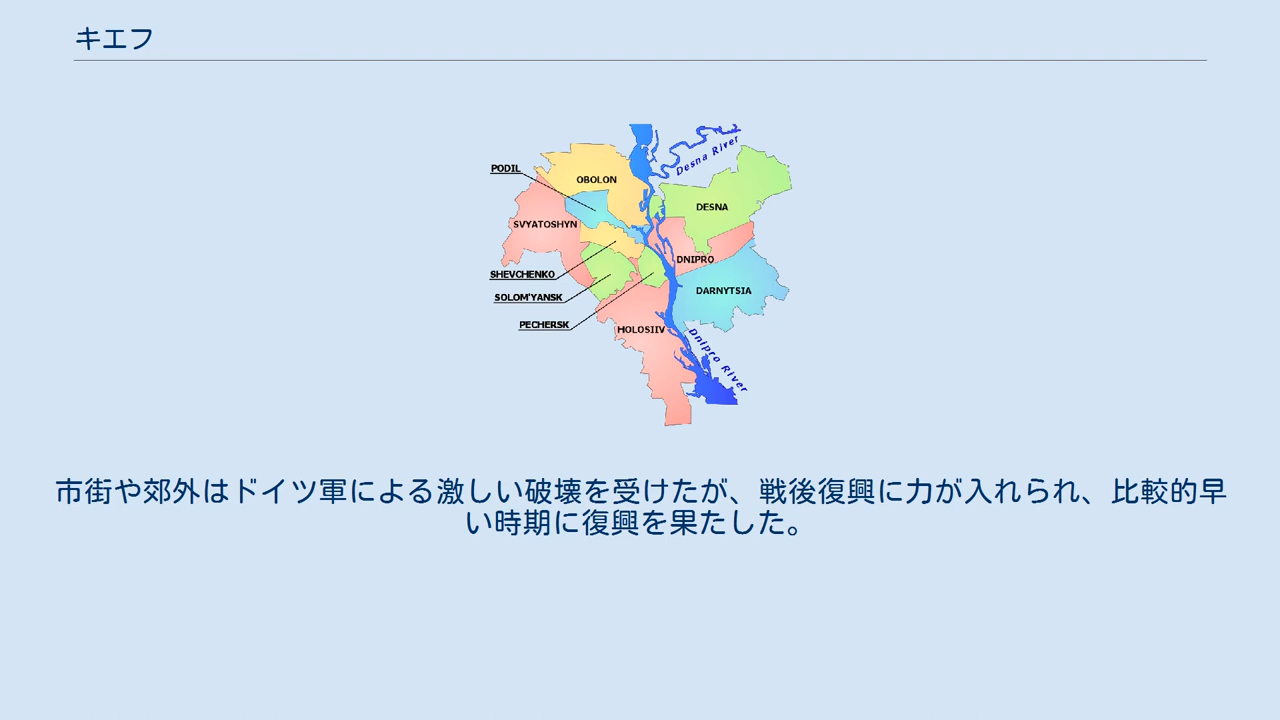 キエフ
Desna River
PODIL
OBOLON
DESNA
SVYATOSHYN
DNIPRO
SHEVCHENKO
DARNYTSIA
SOLOM'YANSK
PECHERSK
HOLOSIIV
Dnipro River
市街や郊外はドイツ軍による激しい破壊を受けたが、戦後復興に力が入れられ、比較的早
い時期に復興を果たした。